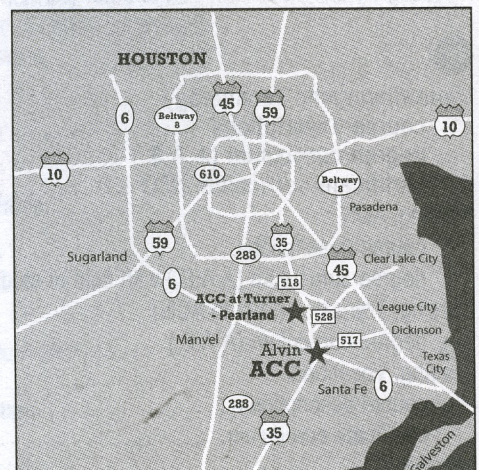 HOUSTON
45
59
6
Beltway
8
10
10
610
Beltway
8
Pasadena
59
35
Sugarland
288
45
Clear Lake City
6
518
ACC at Turner
- Pearland
528
League City
Manvel
517
Dickinson
Alvin
ACC
Texas
City
Santa Fe
6
288
35
Galveston